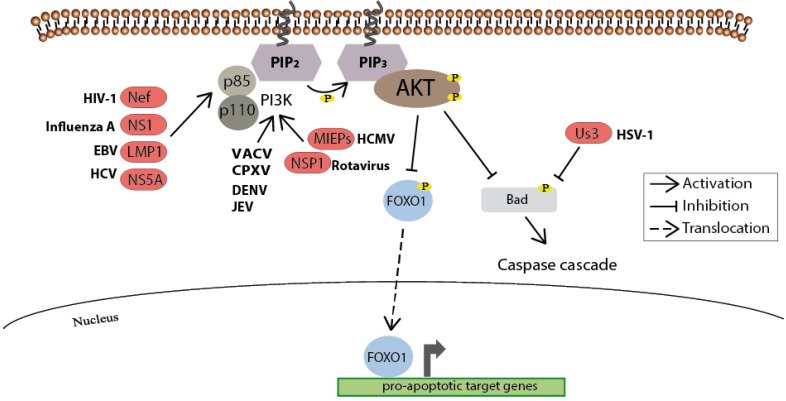 PIP2
PIP3
P
AKT
P
P
p85
p110
PI3K
HIV-1 Nef
Influenza A NS1
EBV LMP1
HCV NS5A
MIEPs HCMV
NSP1 Rotavirus
VACV
CPXV
DENV
JEV
Us3 HSV-1
P
FOXO1
P
Bad
Caspase cascade
Activation
Inhibition
Translocation
Nucleus
FOXO1
pro-apoptotic target genes